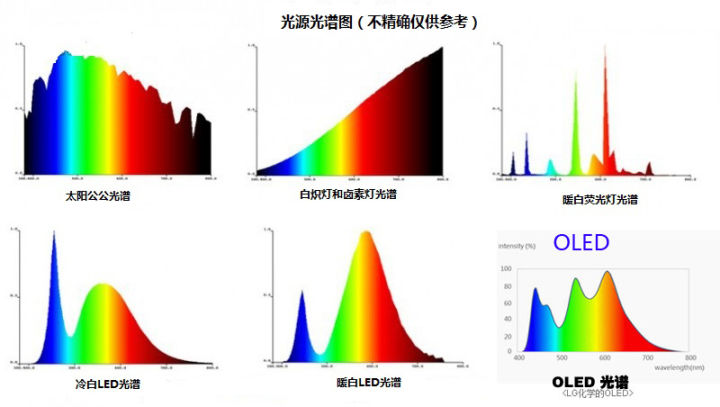 光源光谱图（不精确仅供参考）
太阳公公光谱
白炽灯和卤素灯光谱
暖白荧光灯光谱
冷白LED光谱
暖白LED光谱
OLED
intensity (%)
100
80
60
40
20
0
400 500 600 700 800
wavelength(nm)
OLED 光谱
<LG化学的OLED>